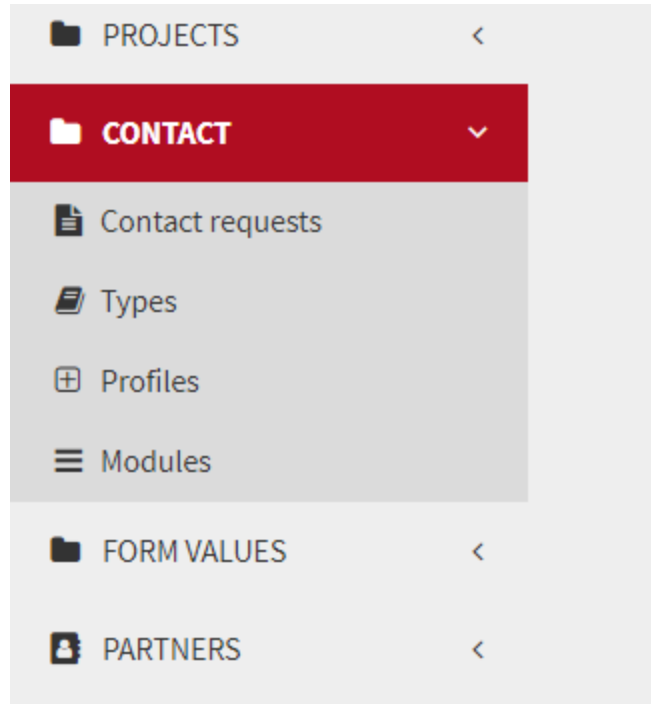 PROJECTS
CONTACT
Contact requests
Types
Profiles
Modules
FORM VALUES
PARTNERS